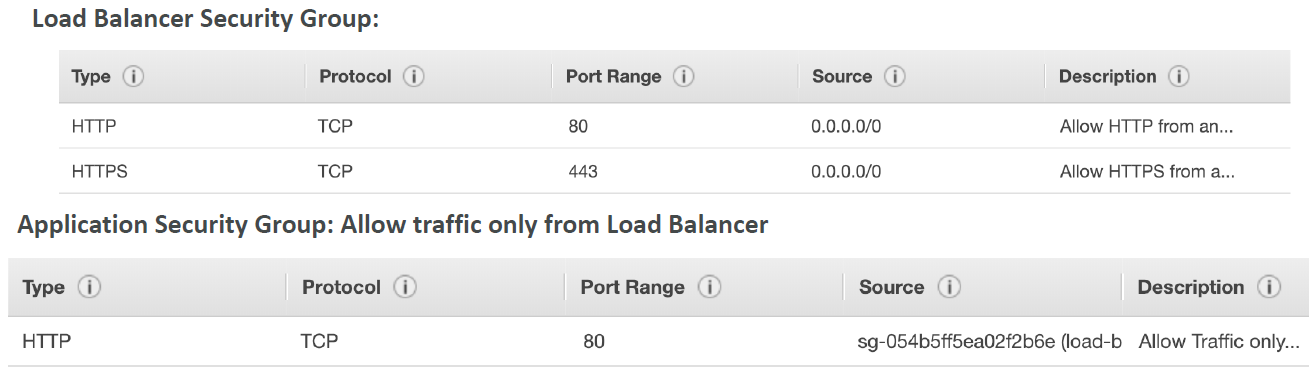 Load Balancer Security Group:
Type Protocol Port Range Source Description
HTTP TCP 80 0.0.0.0/0 Allow HTTP from an...
HTTPS TCP 443 0.0.0.0/0 Allow HTTPS from a...
Application Security Group: Allow traffic only from Load Balancer
Type Protocol Port Range Source Description
HTTP TCP 80 sg-054b5ff5ea02f2b6e (load-b Allow Traffic only...